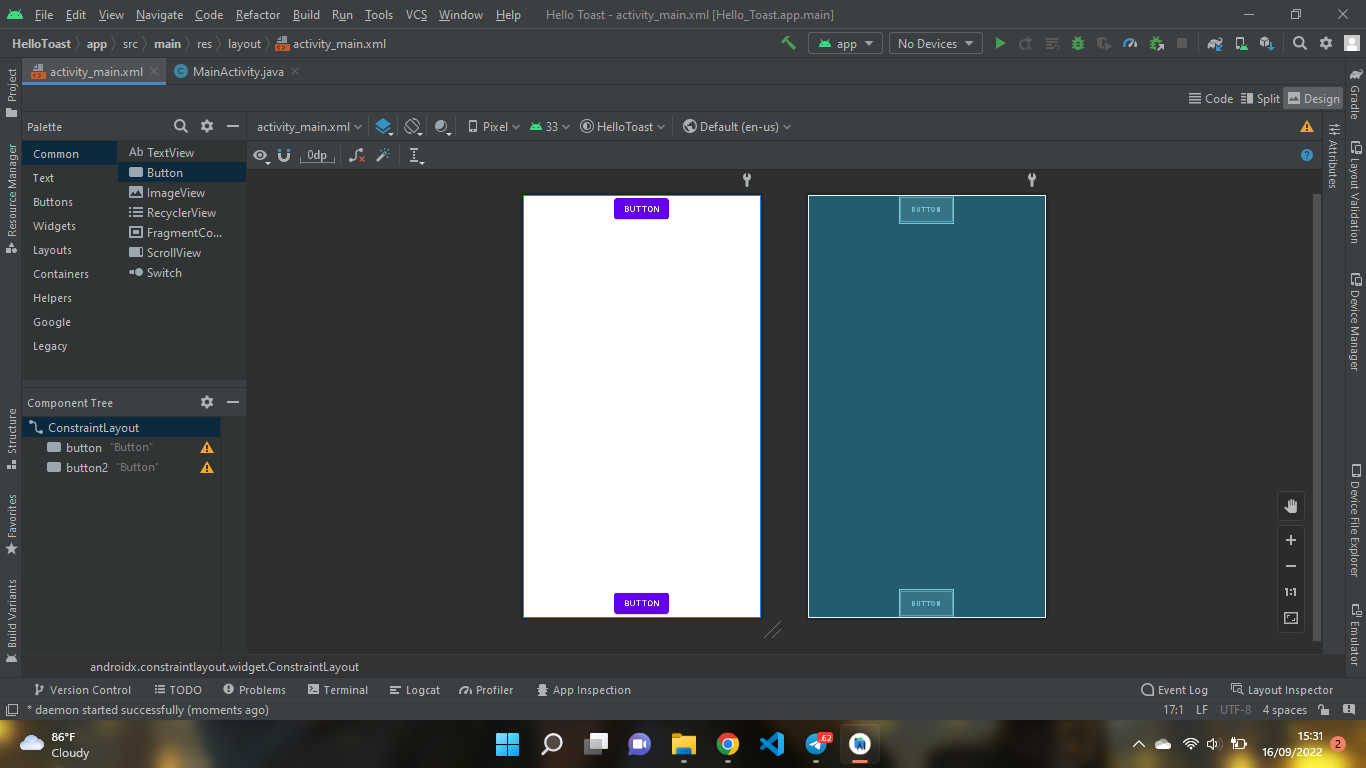 File Edit View Navigate Code Refactor Build Run Tools VCS Window Help Hello Toast - activity_main.xml [Hello_Toast.app.main]
HelloToast app src main res layout activity_main.xml app No Devices
activity_main.xml MainActivity.java
Code Split Design
Palette activity_main.xml Pixel 33 HelloToast Default (en-us)
0dp
Common
Text
Buttons
Widgets
Layouts
Containers
Helpers
Google
Legacy
Ab TextView
Button
ImageView
RecyclerView
FragmentCo...
ScrollView
Switch
Component Tree
ConstraintLayout
button "Button"
button2 "Button"
BUTTON
BUTTON
BUTTON
BUTTON
1:1
Project
Resource Manager
Structure
Favorites
Build Variants
Attributes
Gradle
Layout Validation
Device Manager
Device File Explorer
Emulator
androidx.constraintlayout.widget.ConstraintLayout
Version Control TODO Problems Terminal Logcat Profiler App Inspection Event Log Layout Inspector
* daemon started successfully (moments ago) 17:1 LF UTF-8 4 spaces
86°F
Cloudy
62
AI
15:31
16/09/2022
2